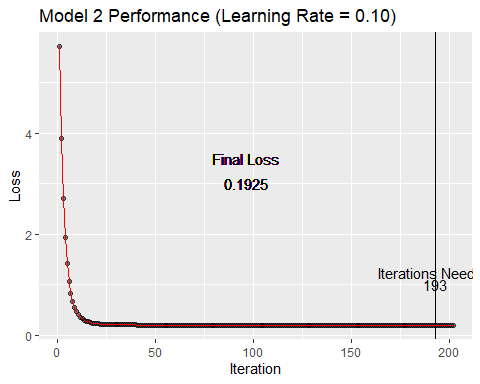 Model 2 Performance (Learning Rate = 0.10)
Loss
4
2
0
Final Loss
0.1925
Iterations Need
193
0
50
100
150
200
Iteration